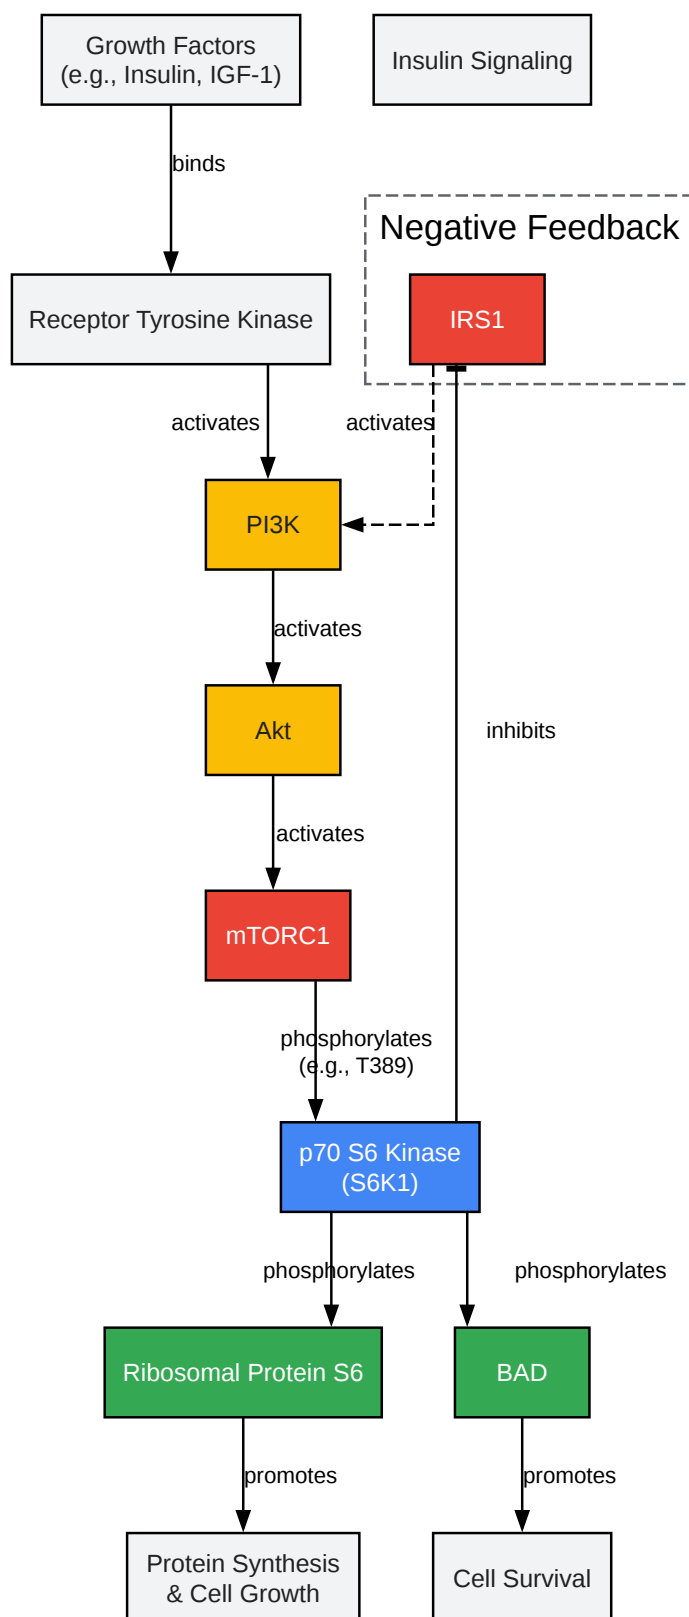 Growth Factors
(e.g., Insulin, IGF-1)
Insulin Signaling
binds
Negative Feedback
Receptor Tyrosine Kinase
IRS1
activates
activates
PI3K
activates
Akt
inhibits
activates
mTORC1
phosphorylates
(e.g., T389)
p70 S6 Kinase
(S6K1)
phosphorylates
phosphorylates
Ribosomal Protein S6
BAD
promotes
promotes
Protein Synthesis
& Cell Growth
Cell Survival